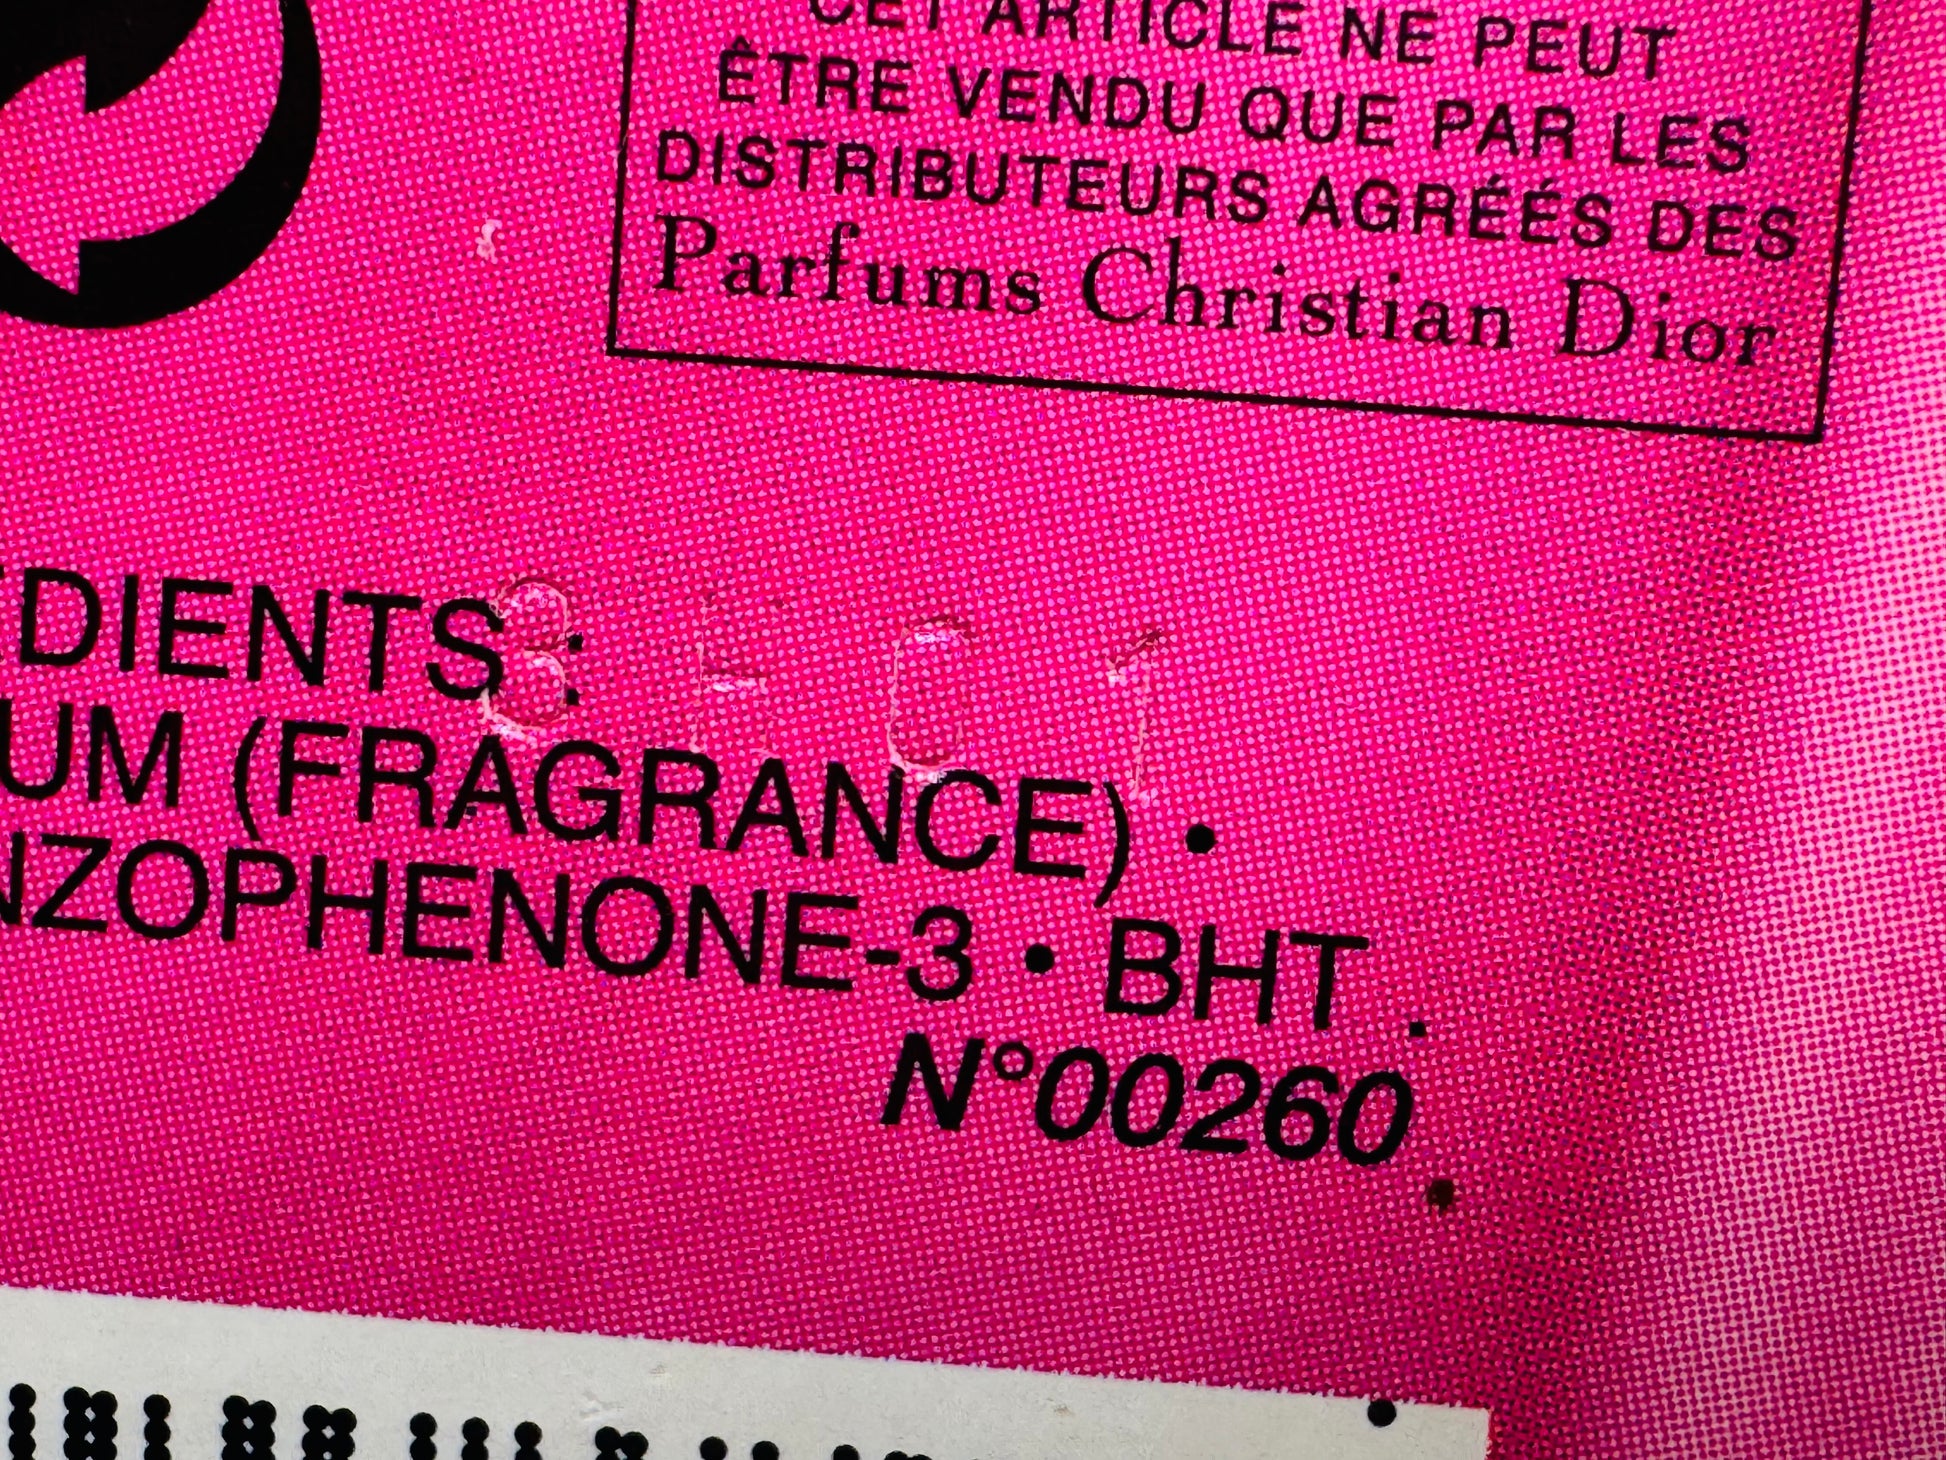 CET ARTICLE NE PEUT
ÊTRE VENDU QUE PAR LES
DISTRIBUTEURS AGRÉÉS DES
Parfums Christian Dior
EDIENTS :
UM (FRAGRANCE) •
NZOPHENONE-3 • BHT .
N°00260